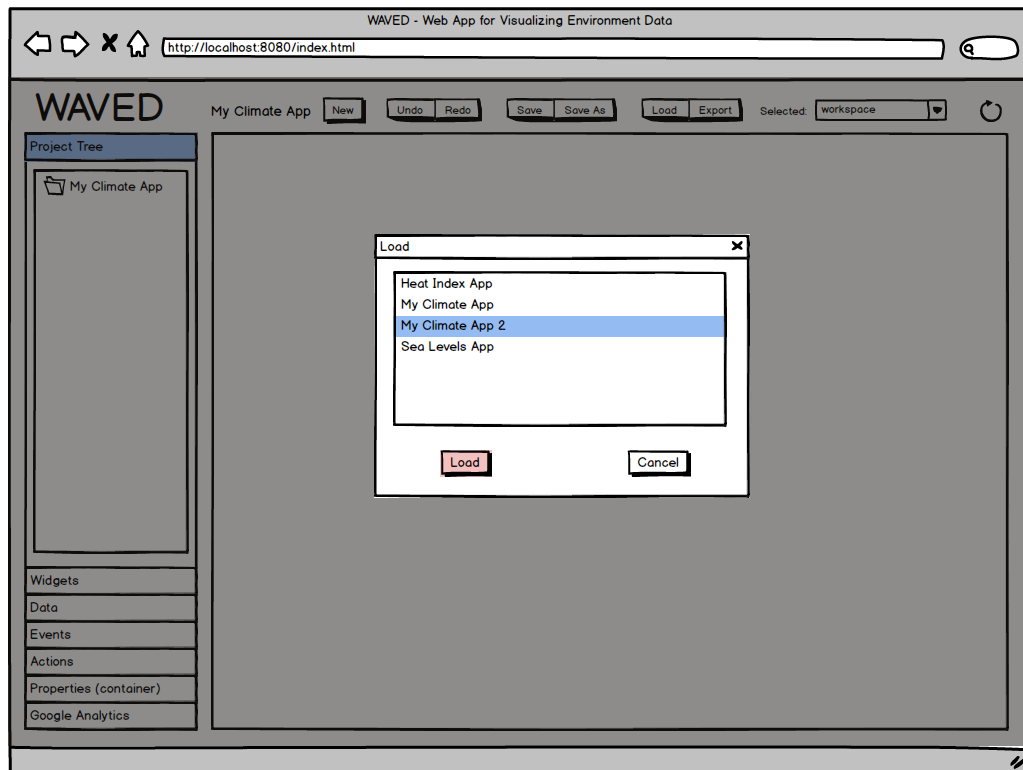 WAVED - Web App for Visualizing Environment Data
http://localhost:8080/index.html
WAVED
My Climate App New Undo Redo Save Save As Load Export Selected: workspace
Project Tree
My Climate App
Load
Heat Index App
My Climate App
My Climate App 2
Sea Levels App
Load Cancel
Widgets
Data
Events
Actions
Properties (container)
Google Analytics